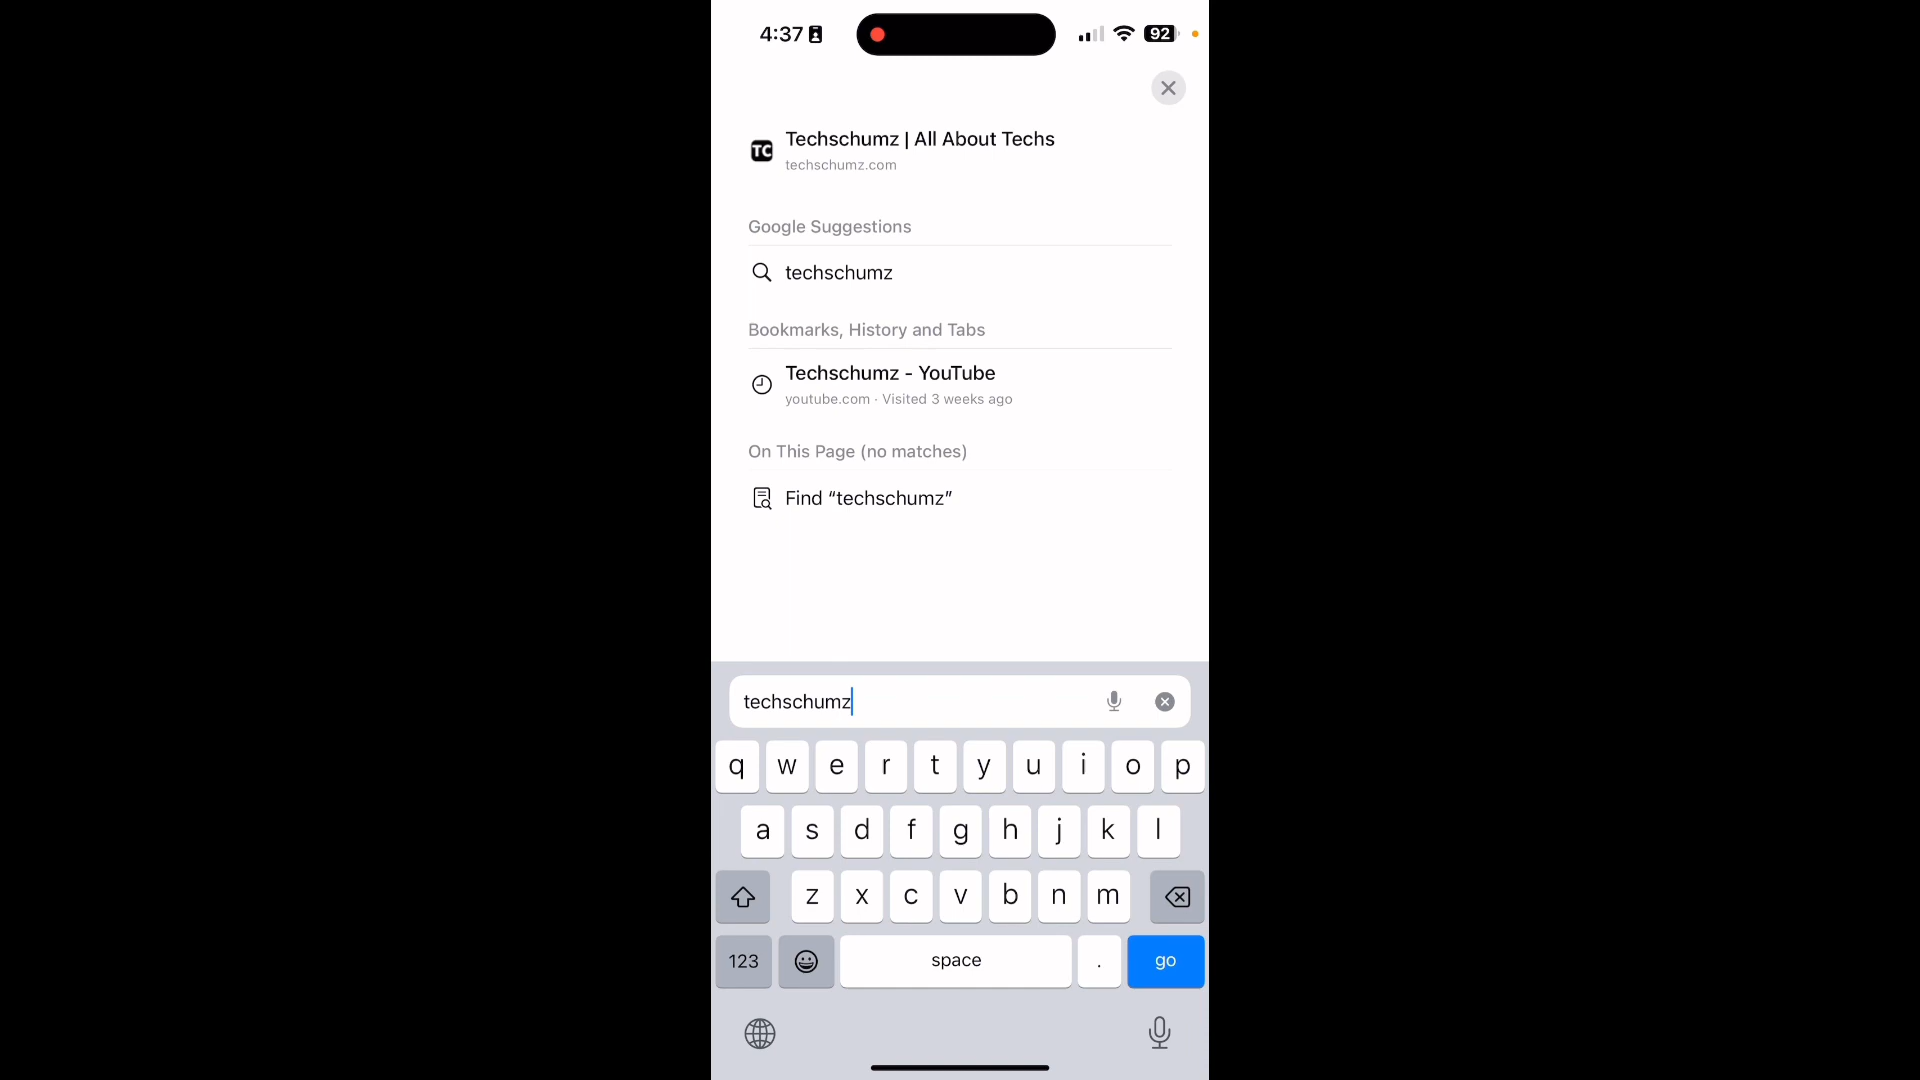 4:37
92
Techschumz | All About Techs
TC
techschumz.com
Google Suggestions
techschumz
Bookmarks, History and Tabs
Techschumz - YouTube
youtube.com · Visited 3 weeks ago
On This Page (no matches)
Find “techschumz”
techschumz
q w e r t y u i o p
a s d f g h j k l
z x c v b n m
123 space . go